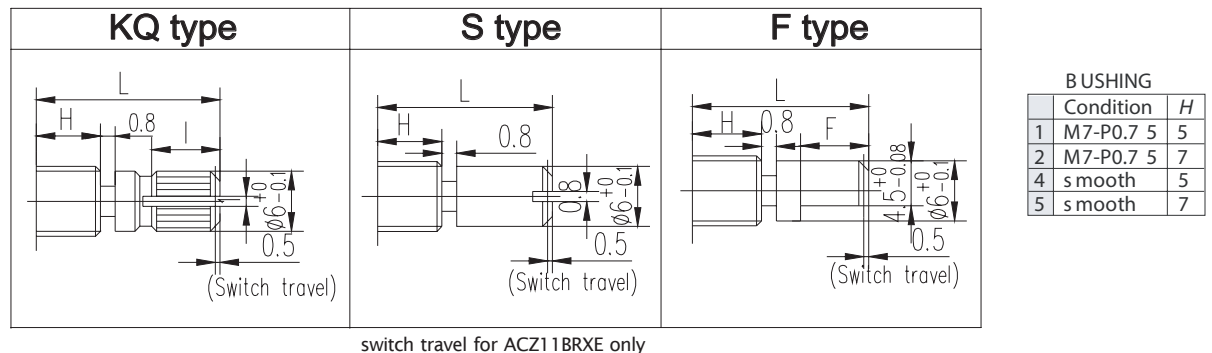 KQ type
S type
F type
L
H
0.8
I
ø6 +0 -0.1
0.5
(Switch travel)
L
H
0.8
0.8
ø6 +0 -0.1
0.5
(Switch travel)
L
H
0.8
F
4.5 +0 -0.08
ø6 +0 -0.1
0.5
(Switch travel)
switch travel for ACZ11BRXE only
BUSHING
Condition H
1 M7-P0.7 5 5
2 M7-P0.7 5 7
4 smooth 5
5 smooth 7